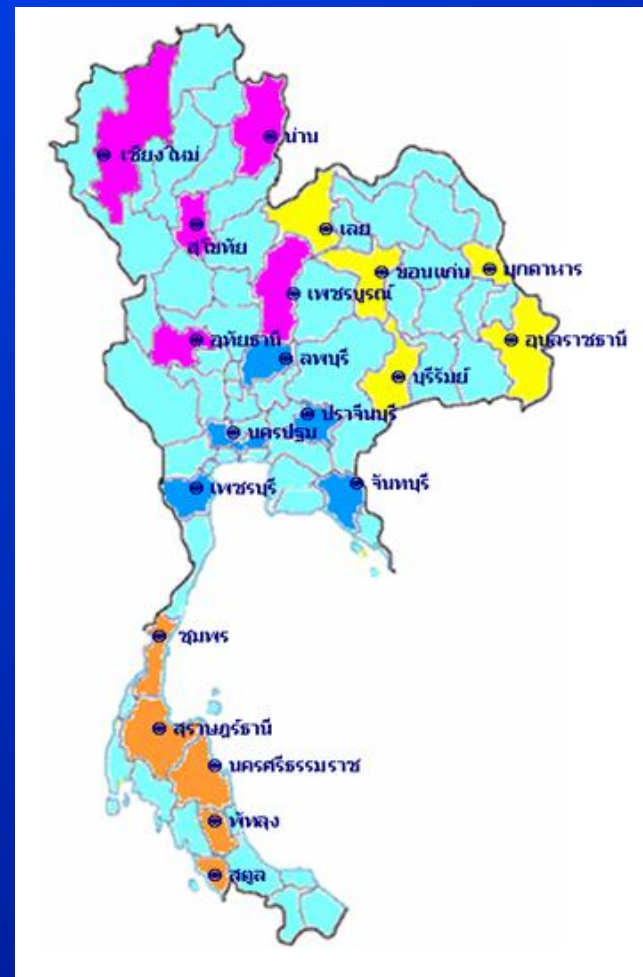 น่าน
เชียงใหม่
สุโขทัย
เลย
ขอนแก่น
มุกดาหาร
เพชรบูรณ์
อุทัยธานี
อุบลราชธานี
ลพบุรี
บุรีรัมย์
ปราจีนบุรี
นครปฐม
เพชรบุรี
จันทบุรี
ชุมพร
สุราษฎร์ธานี
นครศรีธรรมราช
พัทลุง
สตูล